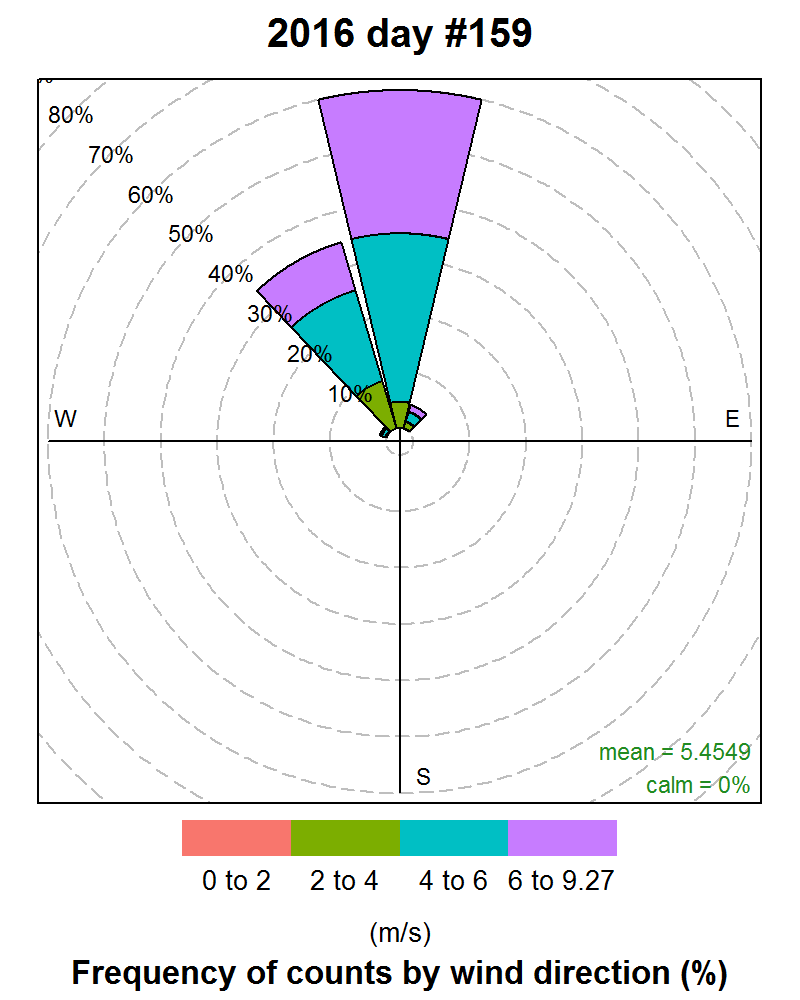 2016 day #159
80%
70%
60%
50%
40%
30%
20%
10%
W
E
S
mean = 5.4549
calm = 0%
0 to 2 2 to 4 4 to 6 6 to 9.27
(m/s)
Frequency of counts by wind direction (%)